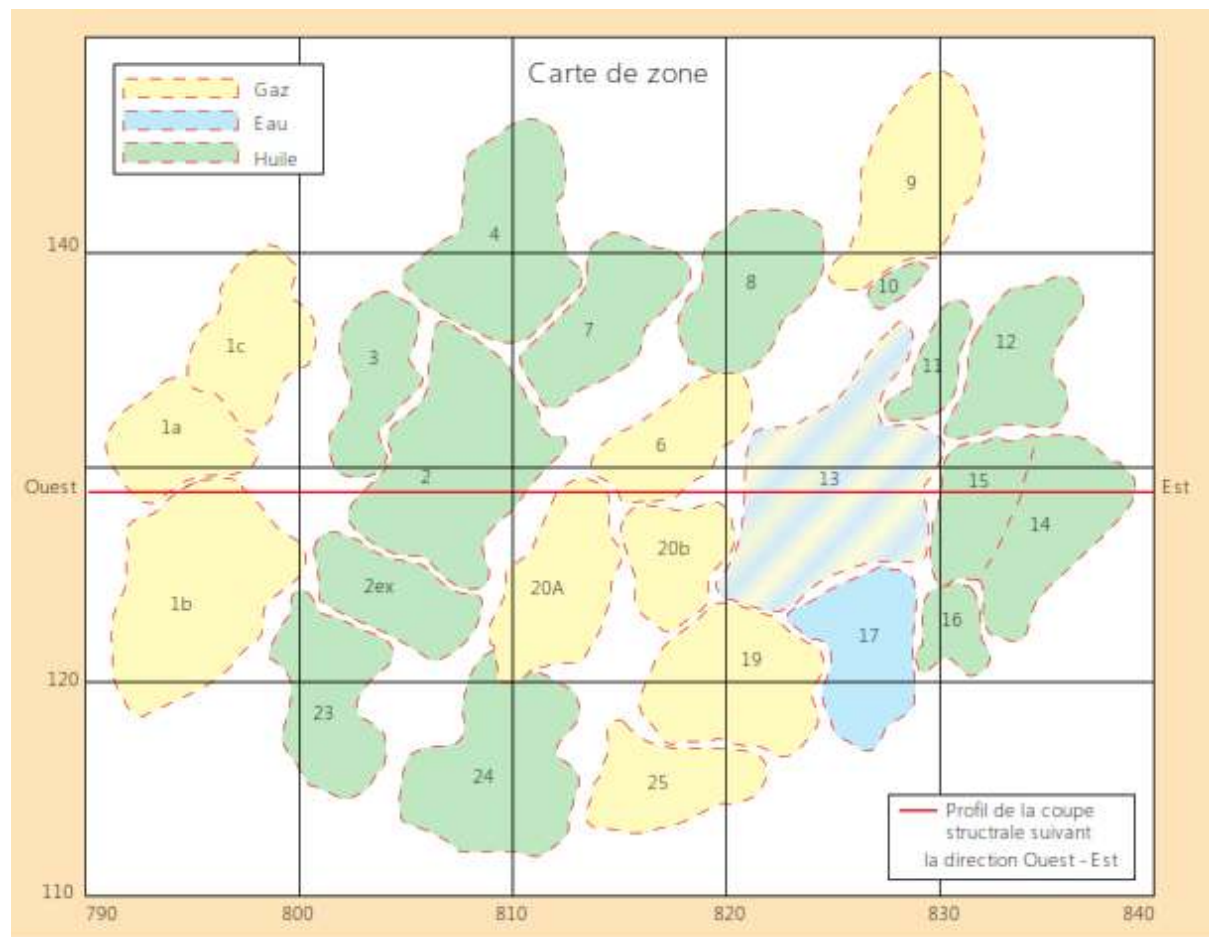 Carte de zone
Gaz
Eau
Huile
9
4
140
8
10
7
1c
3
11
12
1a
6
Ouest
2
13
15
Est
14
20b
2ex
20A
1b
16
17
19
120
23
24
25
Profil de la coupe
structrale suivant
la direction Ouest - Est
110
790 800 810 820 830 840